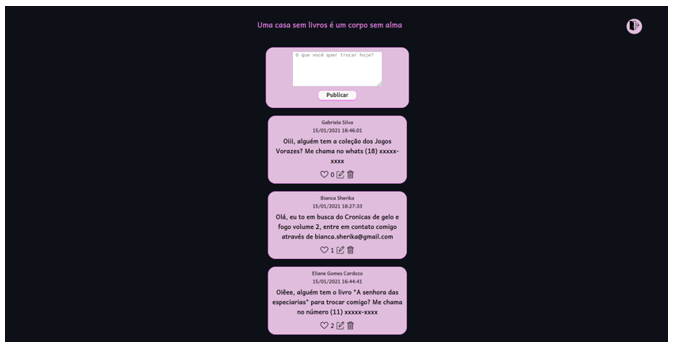 Uma casa sem livros é um corpo sem alma
O que você quer trocar hoje?
Publicar
Gabriela Silva
15/01/2021 18:46:01
Oiii, alguém tem a coleção dos Jogos
Vorazes? Me chama no whats (18) xxxxx-
xxxx
0
Bianca Sherika
15/01/2021 18:27:33
Olá, eu to em busca do Cronicas de gelo e
fogo volume 2, entre em contato comigo
através de bianca.sherika@gmail.com
1
Eliane Gomes Cardozo
15/01/2021 16:44:41
Oiêee, alguém tem o livro "A senhora das
especiarias" para trocar comigo? Me chama
no número (11) xxxxx-xxxx
2